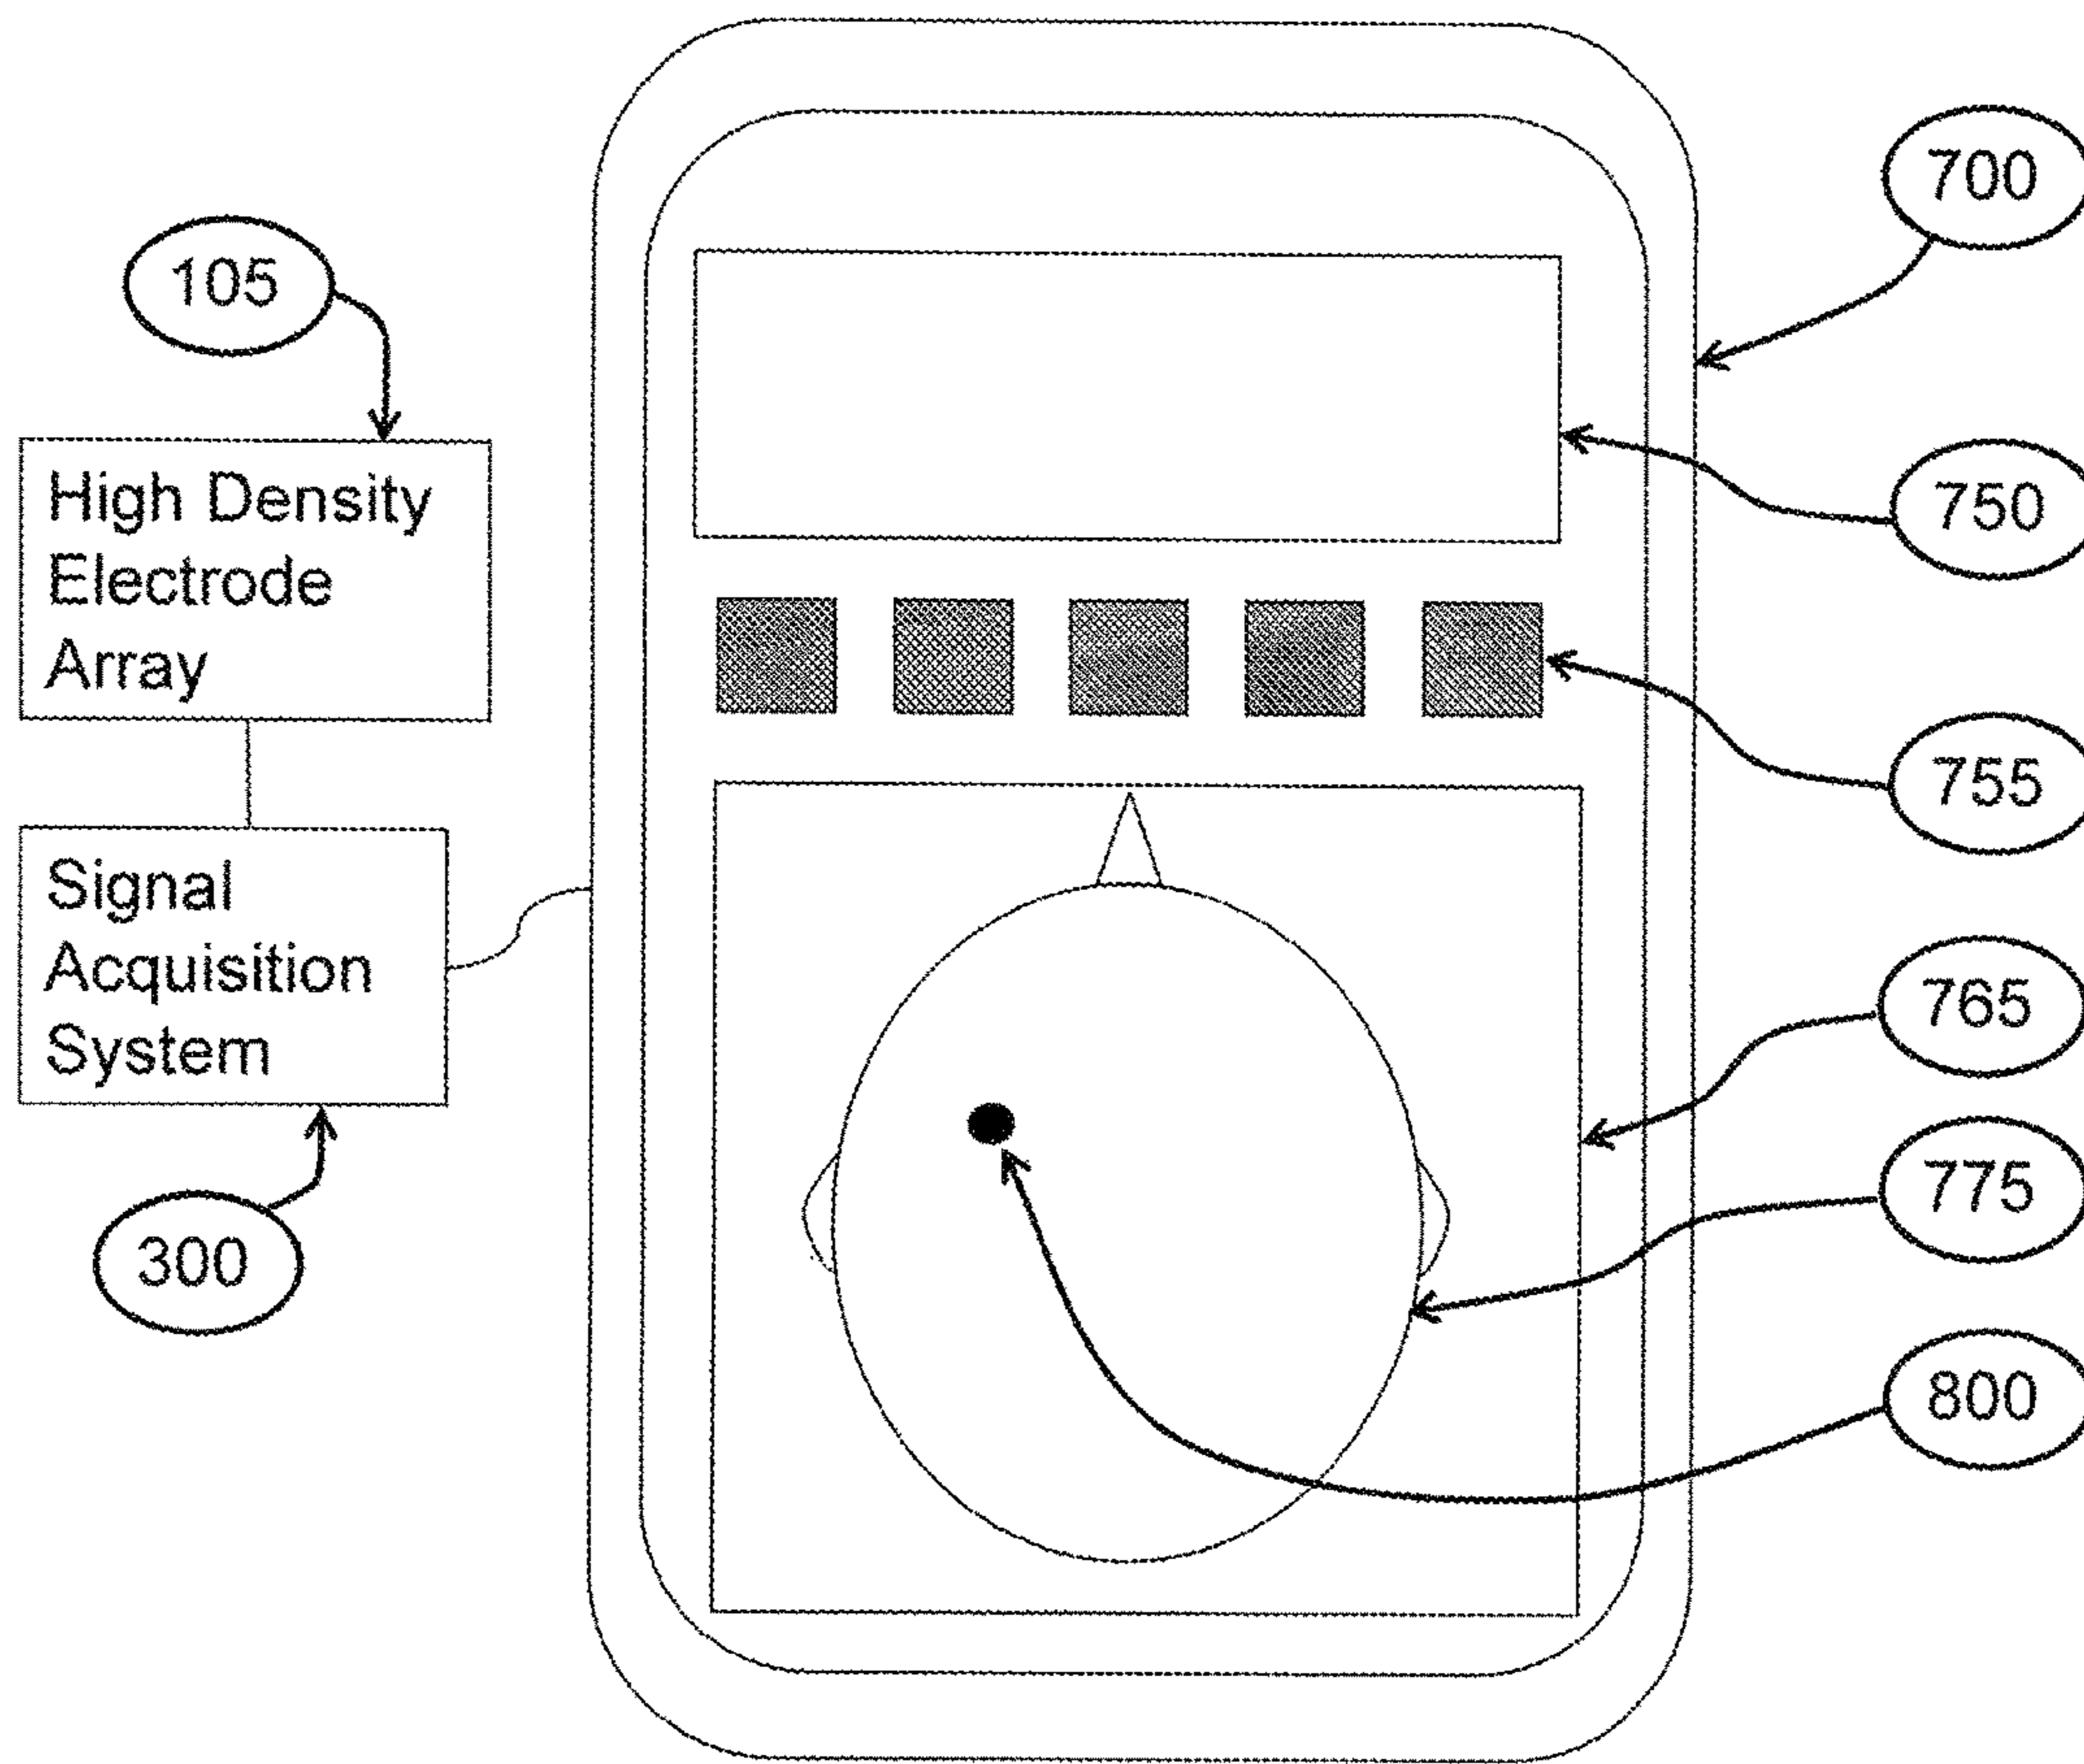 105
High Density
Electrode
Array
Signal
Acquisition
System
300
700
750
755
765
775
800